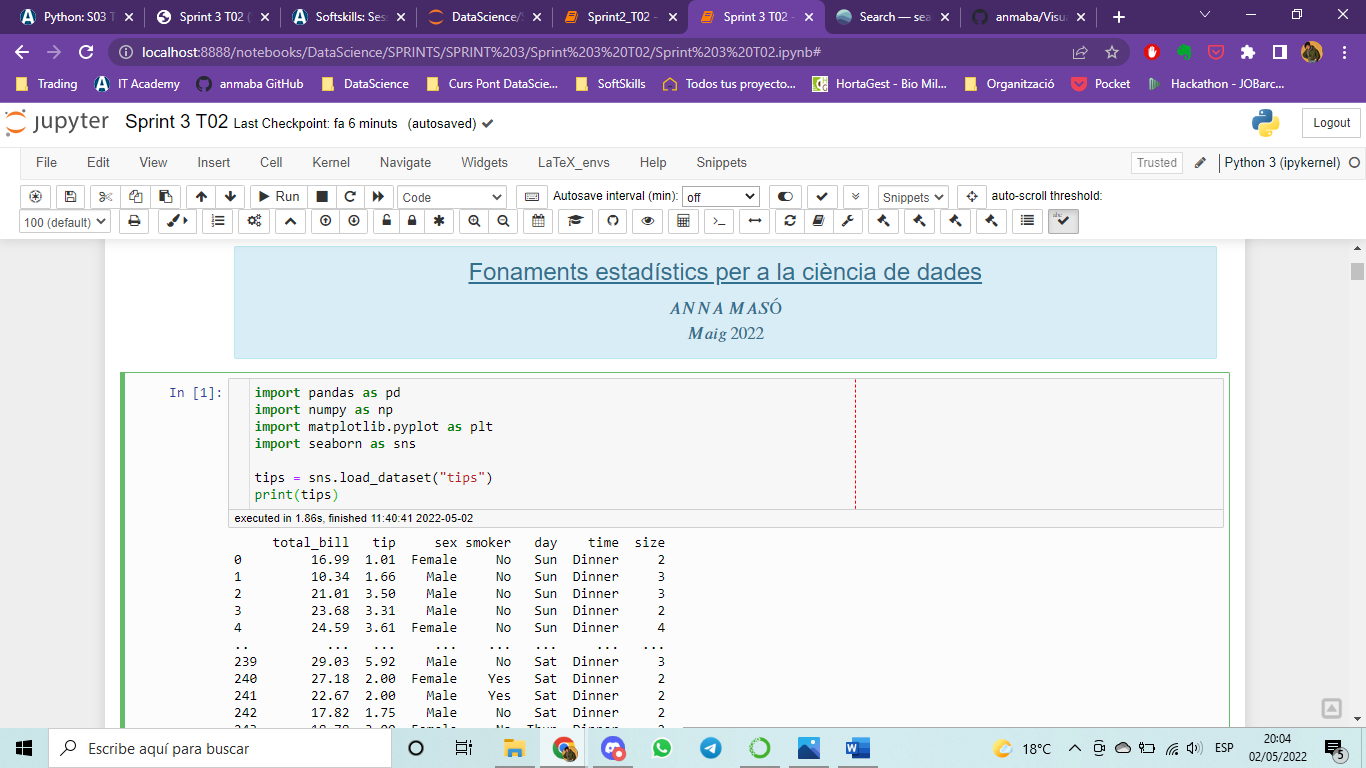 Python: S03 T
Sprint 3 T02 (
Softskills: Ses
DataScience/S
Sprint2_T02 -
Sprint 3 T02 -
Search — sea
anmaba/Visua
localhost:8888/notebooks/DataScience/SPRINTS/SPRINT%203/Sprint%203%20T02/Sprint%203%20T02.ipynb#
Trading
IT Academy
anmaba GitHub
DataScience
Curs Pont DataScie...
SoftSkills
Todos tus proyecto...
HortaGest - Bio Mil...
Organització
Pocket
Hackathon - JOBarc...
jupyter Sprint 3 T02 Last Checkpoint: fa 6 minuts (autosaved)
Logout
File Edit View Insert Cell Kernel Navigate Widgets LaTeX_envs Help Snippets
Trusted
Python 3 (ipykernel)
Run
Code
Autosave interval (min): off
Snippets
auto-scroll threshold:
100 (default)
Fonaments estadístics per a la ciència de dades
ANNA MASÓ
Maig 2022
In [1]:
import pandas as pd
import numpy as np
import matplotlib.pyplot as plt
import seaborn as sns
tips = sns.load_dataset("tips")
print(tips)
executed in 1.86s, finished 11:40:41 2022-05-02
total_bill tip sex smoker day time size
0 16.99 1.01 Female No Sun Dinner 2
1 10.34 1.66 Male No Sun Dinner 3
2 21.01 3.50 Male No Sun Dinner 3
3 23.68 3.31 Male No Sun Dinner 2
4 24.59 3.61 Female No Sun Dinner 4
.. ... ... ... ... ... ... ...
239 29.03 5.92 Male No Sat Dinner 3
240 27.18 2.00 Female Yes Sat Dinner 2
241 22.67 2.00 Male Yes Sat Dinner 2
242 17.82 1.75 Male No Sat Dinner 2
Escribe aquí para buscar
18°C
ESP
20:04
02/05/2022
5